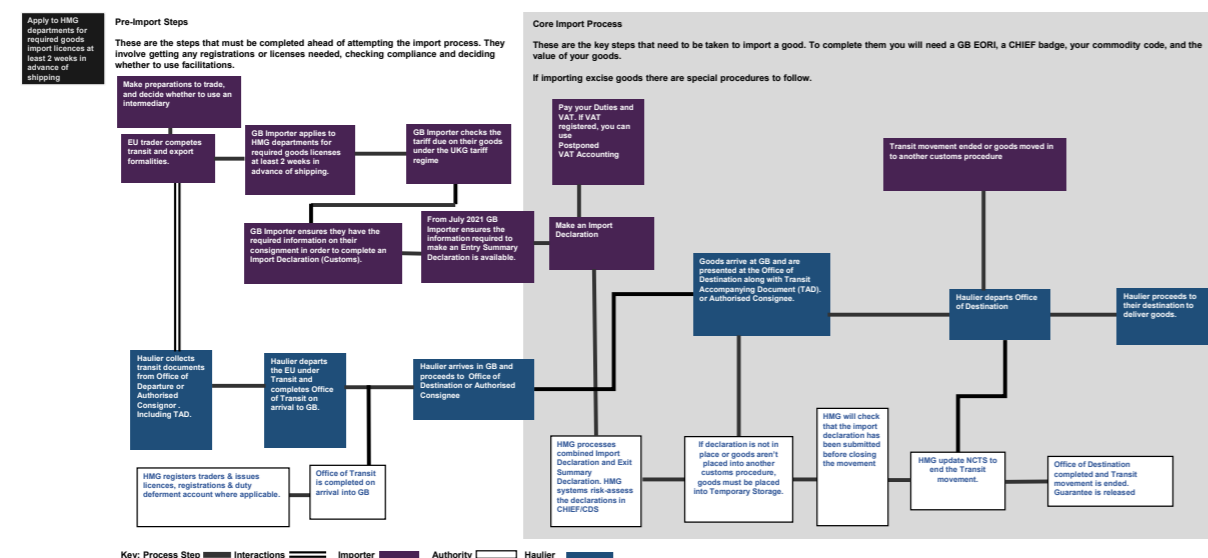 Apply to HMG
departments for
required goods
import licences at
least 2 weeks in
advance of
shipping
Pre-Import Steps
These are the steps that must be completed ahead of attempting the import process. They
involve getting any registrations or licenses needed, checking compliance and deciding
whether to use facilitations.
Core Import Process
These are the key steps that need to be taken to import a good. To complete them you will need a GB EORI, a CHIEF badge, your commodity code, and the
value of your goods.
If importing excise goods there are special procedures to follow.
Make preparations to trade,
and decide whether to use an
intermediary
EU trader competes
transit and export
formalities.
GB Importer applies to
HMG departments for
required goods licenses
at least 2 weeks in
advance of shipping.
GB Importer checks the
tariff due on their goods
under the UKG tariff
regime
GB Importer ensures they have the
required information on their
consignment in order to complete an
Import Declaration (Customs).
From July 2021 GB
Importer ensures the
information required to
make an Entry Summary
Declaration is available.
Pay your Duties and
VAT. If VAT
registered, you can
use
Postponed
VAT Accounting
Make an Import
Declaration
Transit movement ended or goods moved in
to another customs procedure
Goods arrive at GB and are
presented at the Office of
Destination along with Transit
Accompanying Document (TAD).
or Authorised Consignee.
Haulier departs Office
of Destination
Haulier proceeds to
their destination to
deliver goods.
Haulier collects
transit documents
from Office of
Departure or
Authorised
Consignor .
Including TAD.
Haulier departs
the EU under
Transit and
completes Office
of Transit on
arrival to GB.
Haulier arrives in GB and
proceeds to Office of
Destination or Authorised
Consignee
HMG registers traders & issues
licences, registrations & duty
deferment account where applicable.
Office of Transit
is completed on
arrival into GB
HMG processes
combined Import
Declaration and Exit
Summary
Declaration. HMG
systems risk-assess
the declarations in
CHIEF/CDS
If declaration is not in
place or goods aren't
placed into another
customs procedure,
goods must be placed
into Temporary Storage.
HMG will check
that the import
declaration has
been submitted
before closing
the movement
HMG update NCTS to
end the Transit
movement.
Office of Destination
completed and Transit
movement is ended.
Guarantee is released
Key: Process Step Interactions Importer Authority Haulier